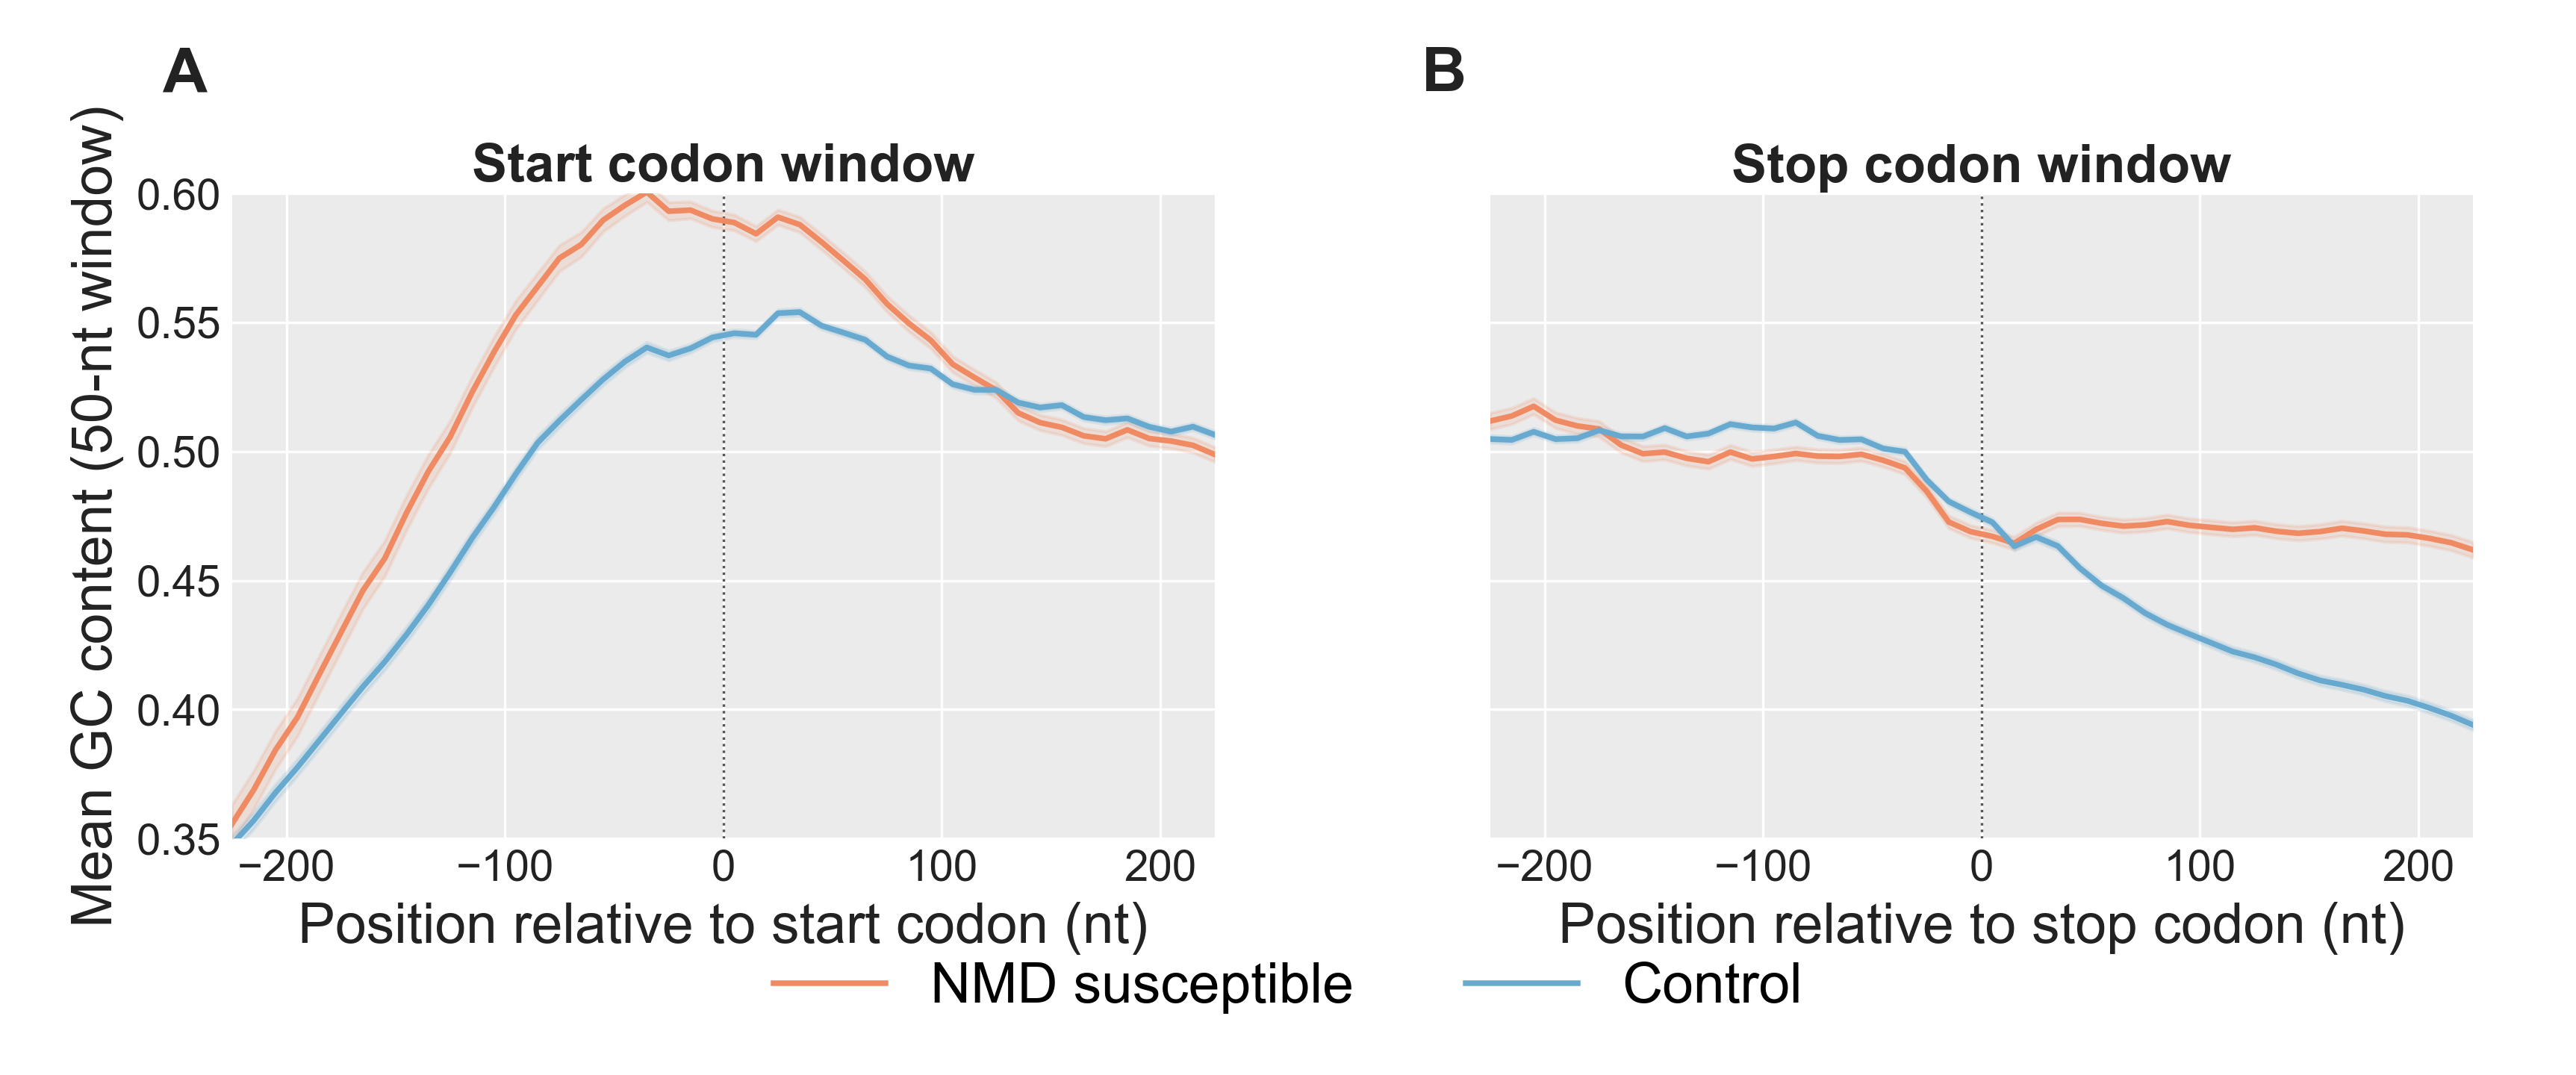 A
B
Start codon window
Stop codon window
Mean GC content (50-nt window)
0.60
0.55
0.50
0.45
0.40
0.35
−200 −100 0 100 200
−200 −100 0 100 200
Position relative to start codon (nt)
Position relative to stop codon (nt)
NMD susceptible
Control